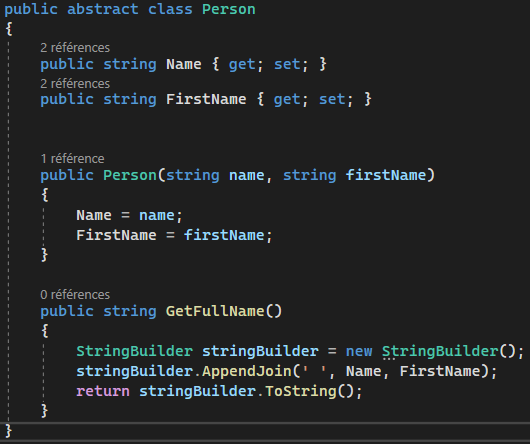 public abstract class Person
{
2 références
public string Name { get; set; }
2 références
public string FirstName { get; set; }
1 référence
public Person(string name, string firstName)
{
Name = name;
FirstName = firstName;
}
0 références
public string GetFullName()
{
StringBuilder stringBuilder = new StringBuilder();
stringBuilder.AppendJoin(' ', Name, FirstName);
return stringBuilder.ToString();
}
}